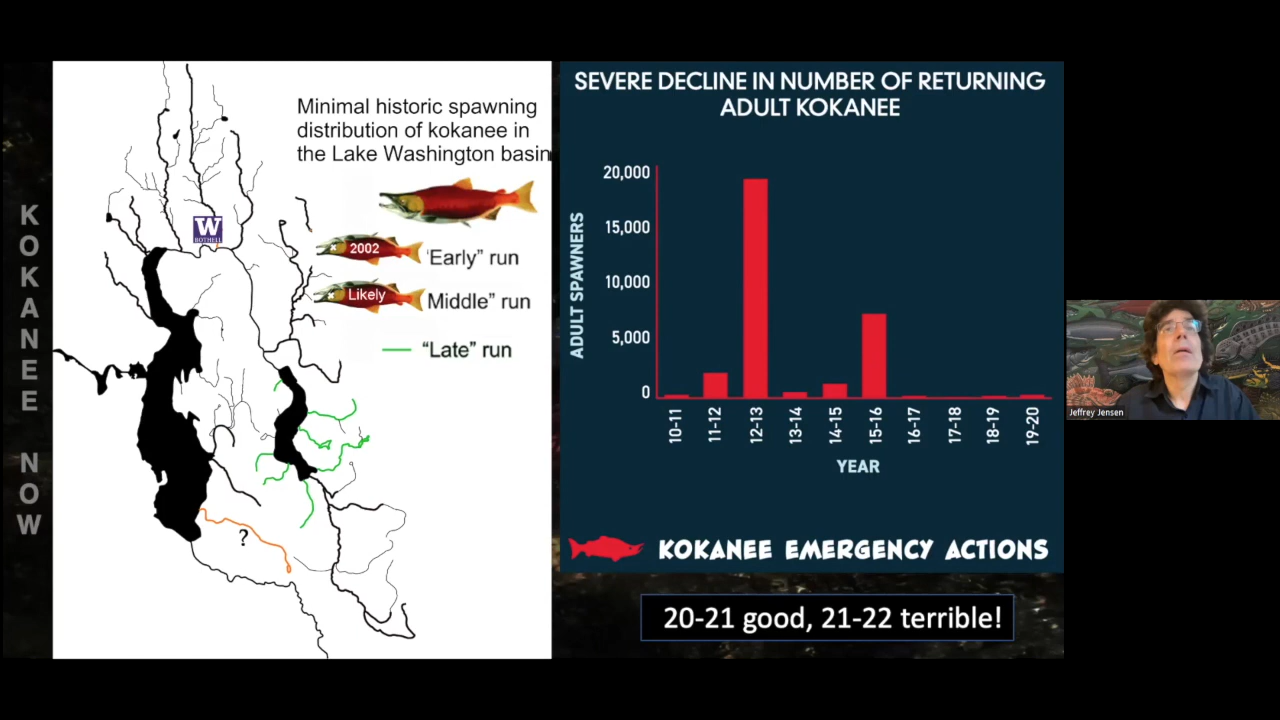 KOKANEE NOW
Minimal historic spawning
distribution of kokanee in
the Lake Washington basin
W
BOTHELL
2002
"Early" run
Likely
Middle" run
"Late" run
?
SEVERE DECLINE IN NUMBER OF RETURNING
ADULT KOKANEE
ADULT SPAWNERS
20,000
15,000
10,000
5,000
0
10-11
11-12
12-13
13-14
14-15
15-16
16-17
17-18
18-19
19-20
YEAR
KOKANEE EMERGENCY ACTIONS
20-21 good, 21-22 terrible!
Jeffrey Jensen